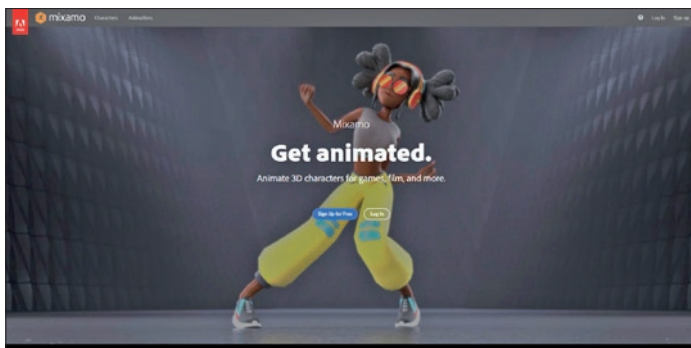 mixamo Characters Animations Log In Sign up
Adobe
Mixamo
Get animated.
Animate 3D characters for games, film, and more.
Sign Up for Free Log In